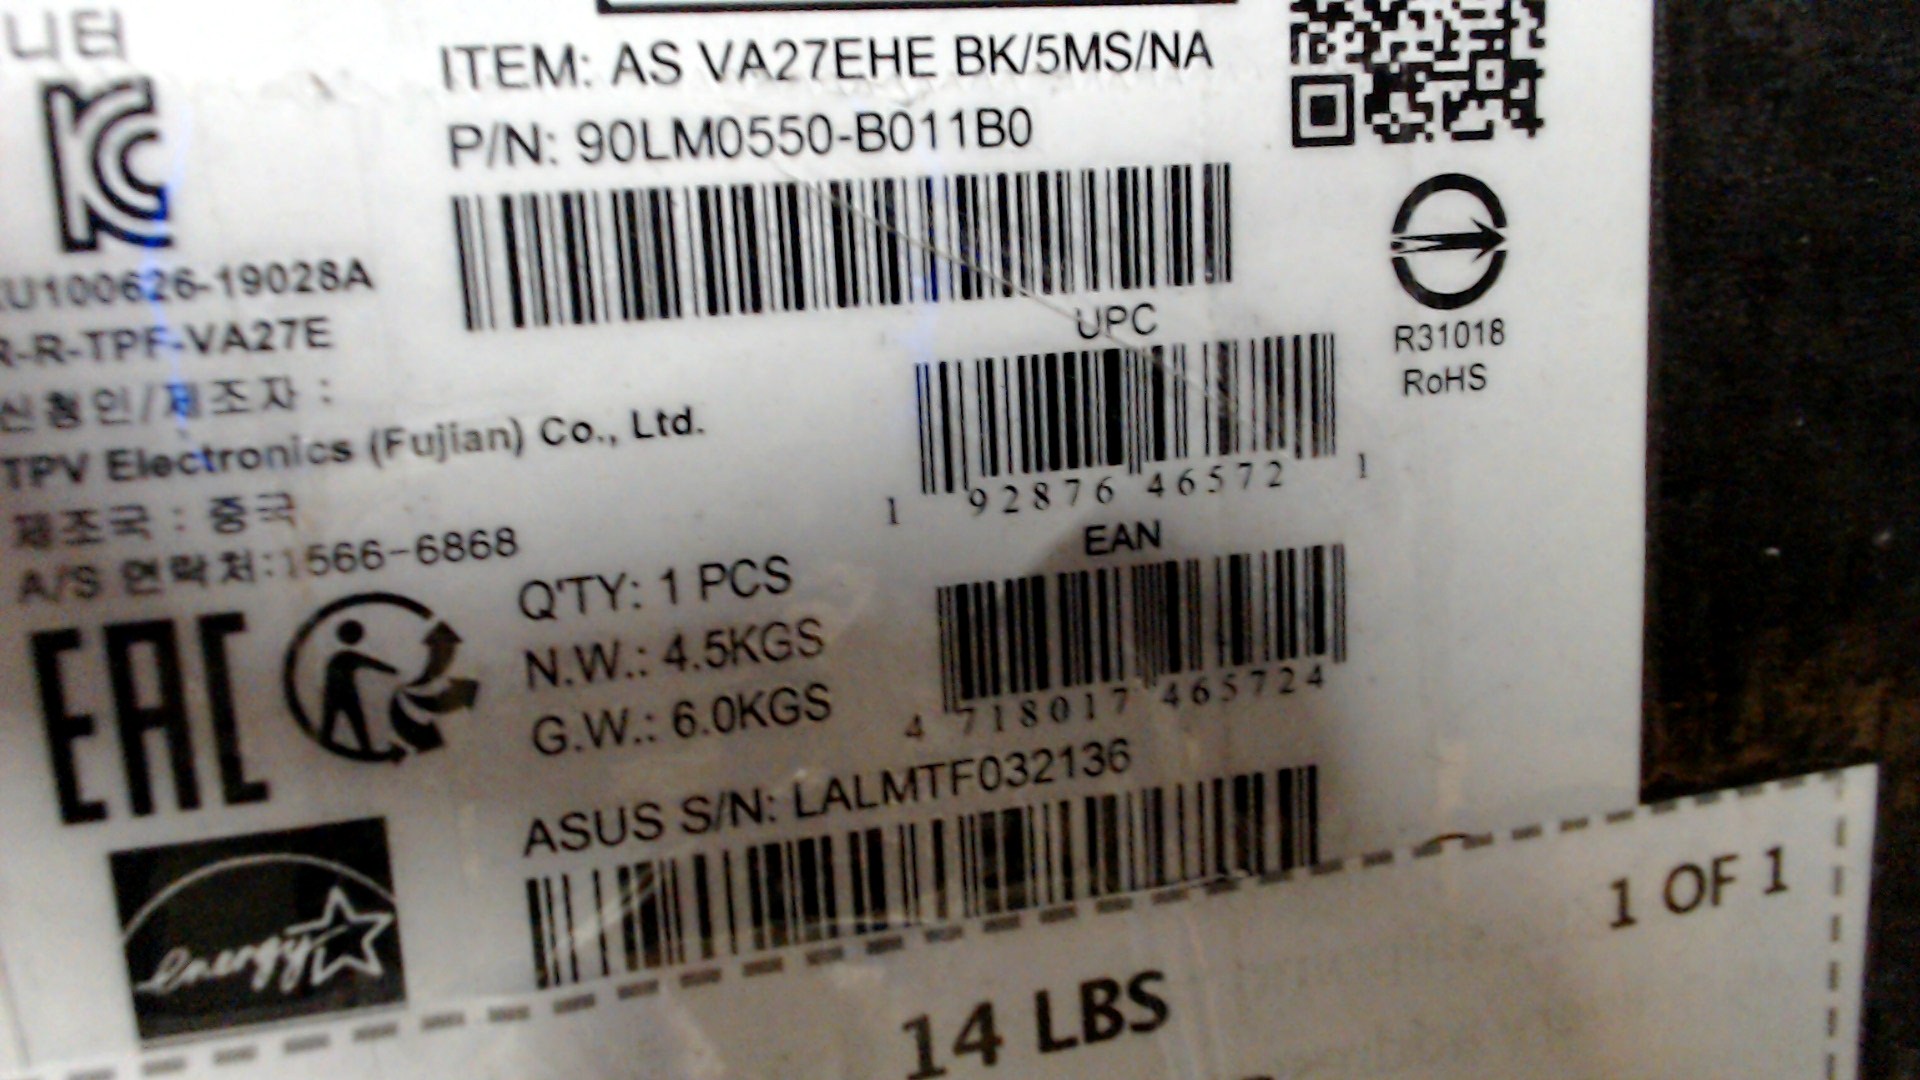 니터
ITEM: AS VA27EHE BK/5MS/NA
P/N: 90LM0550-B011B0
U100626-19028A
R-R-TPF-VA27E
신청인/제조자 :
TPV Electronics (Fujian) Co., Ltd.
제조국 : 중국
A/S 연락처:1566-6868
UPC
1 92876 46572 1
R31018
RoHS
EAN
4 718017 465724
EAC
Q'TY: 1 PCS
N.W.: 4.5KGS
G.W.: 6.0KGS
ASUS S/N: LALMTF032136
energy
1 OF 1
14 LBS